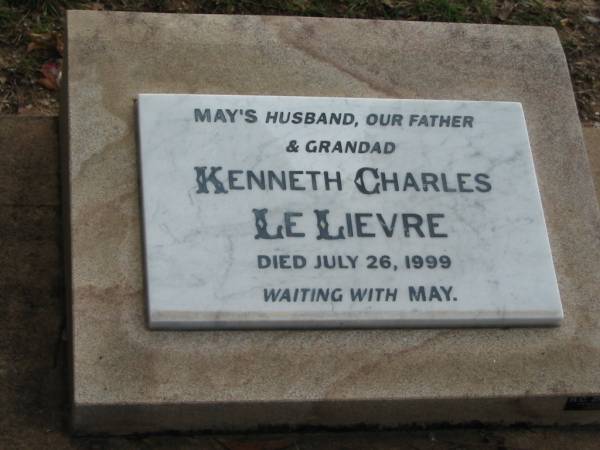 MAY'S HUSBAND, OUR FATHER
& GRANDAD
KENNETH CHARLES
LE LIEVRE
DIED JULY 26, 1999
WAITING WITH MAY.